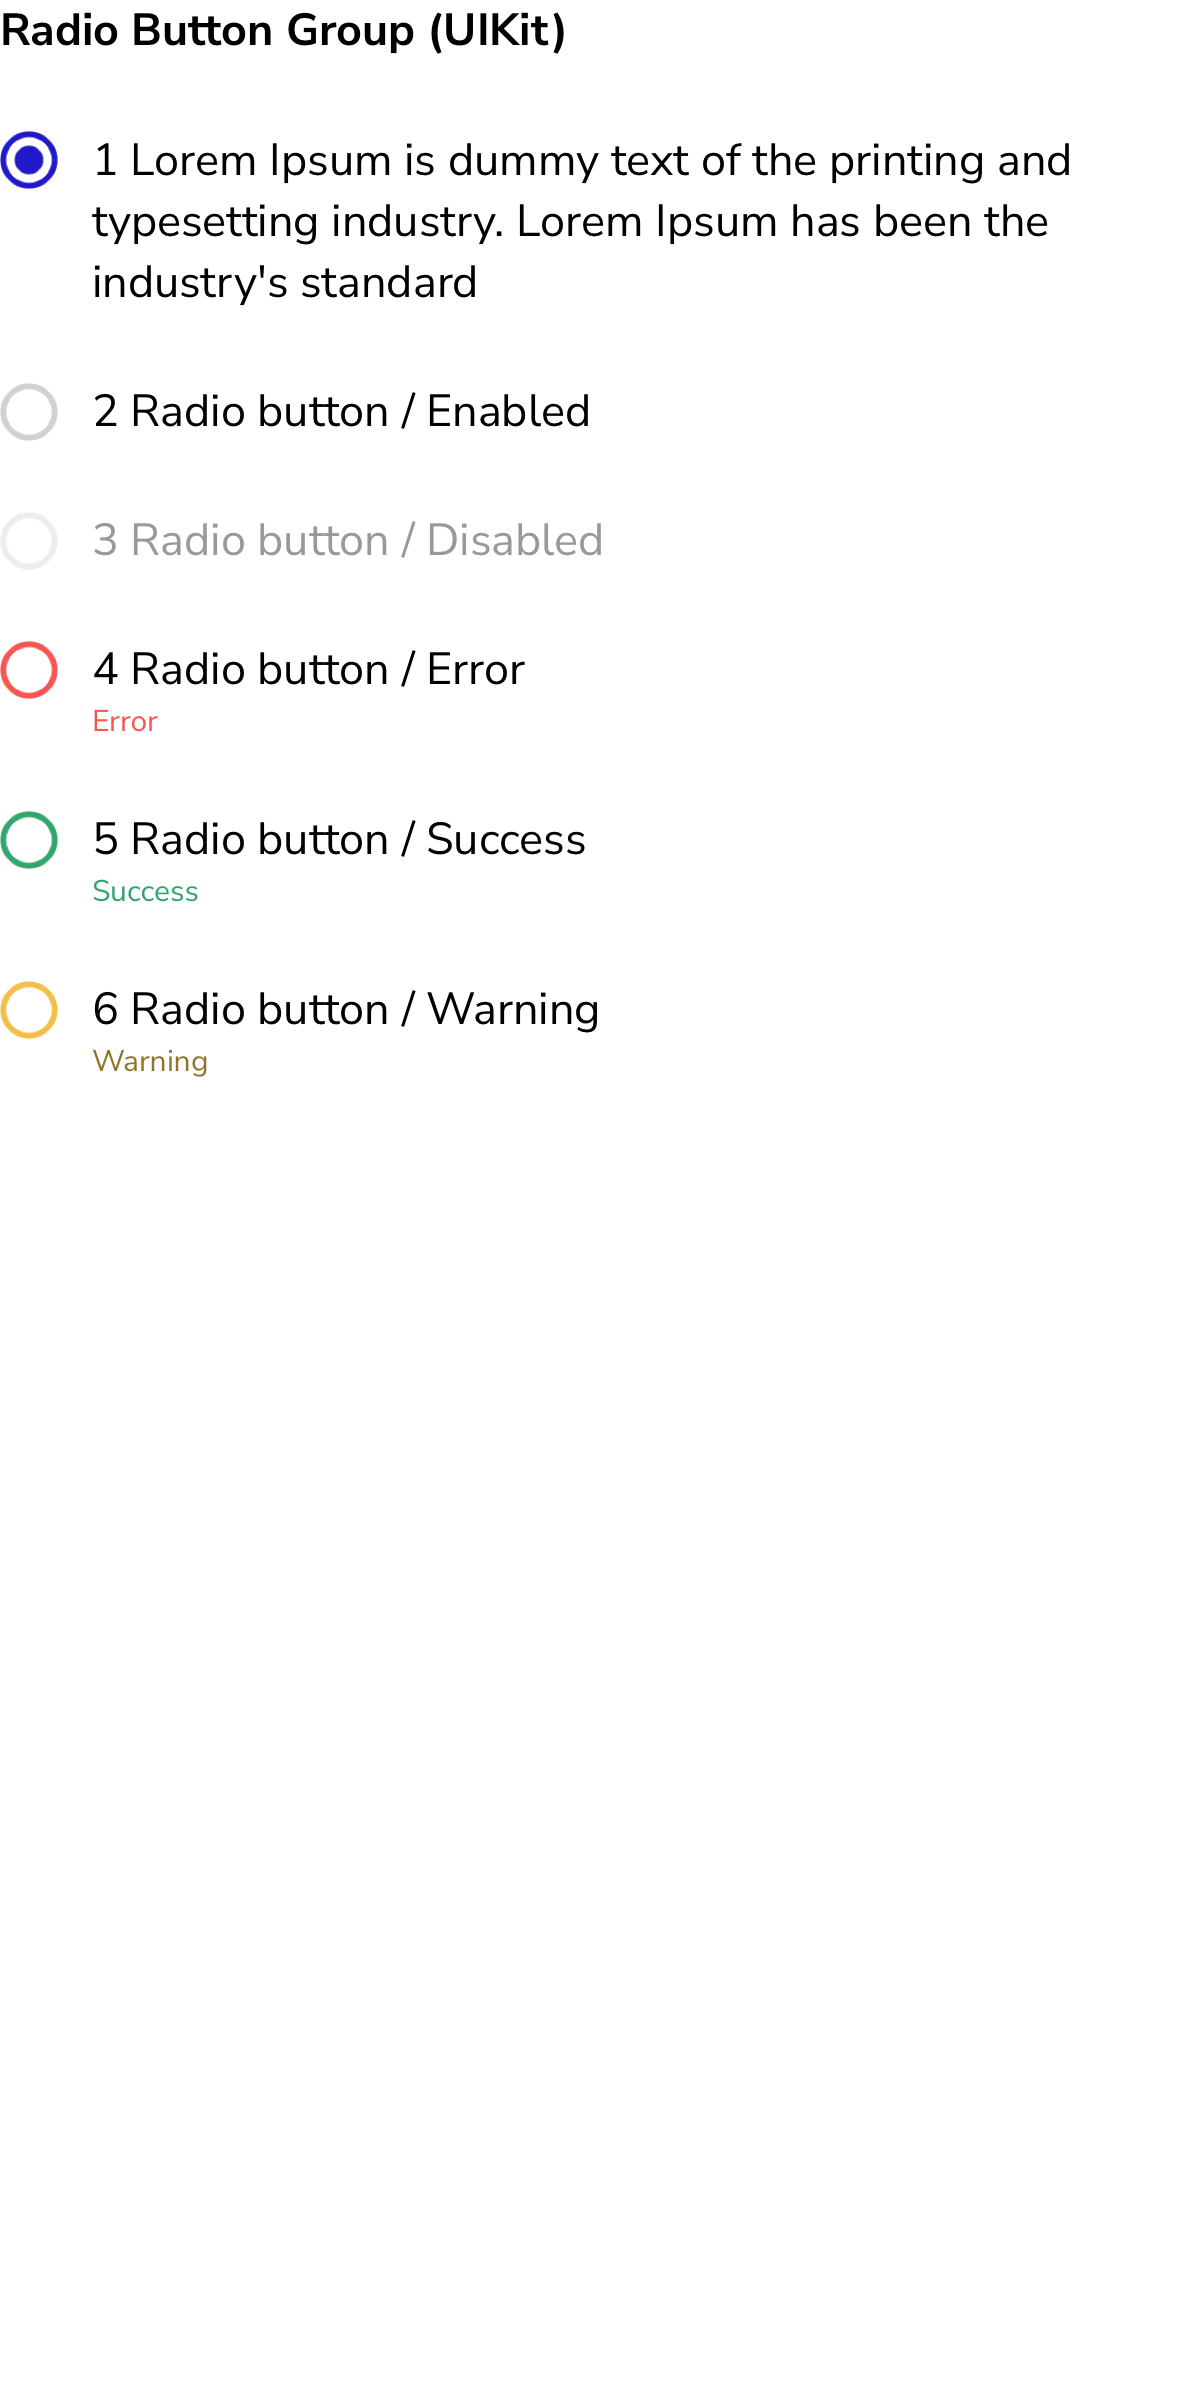 Radio Button Group (UIKit)
1 Lorem Ipsum is dummy text of the printing and
typesetting industry. Lorem Ipsum has been the
industry's standard
2 Radio button / Enabled
3 Radio button / Disabled
4 Radio button / Error
Error
5 Radio button / Success
Success
6 Radio button / Warning
Warning